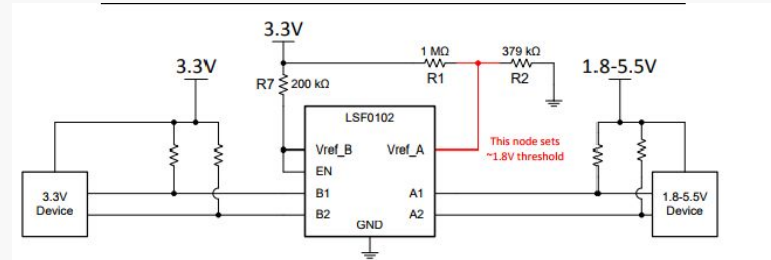 3.3V
3.3V
1 MΩ
379 kΩ
1.8-5.5V
R7
200 kΩ
R1
R2
LSF0102
Vref_B
Vref_A
This node sets
~1.8V threshold
EN
3.3V
Device
B1
A1
1.8-5.5V
Device
B2
A2
GND